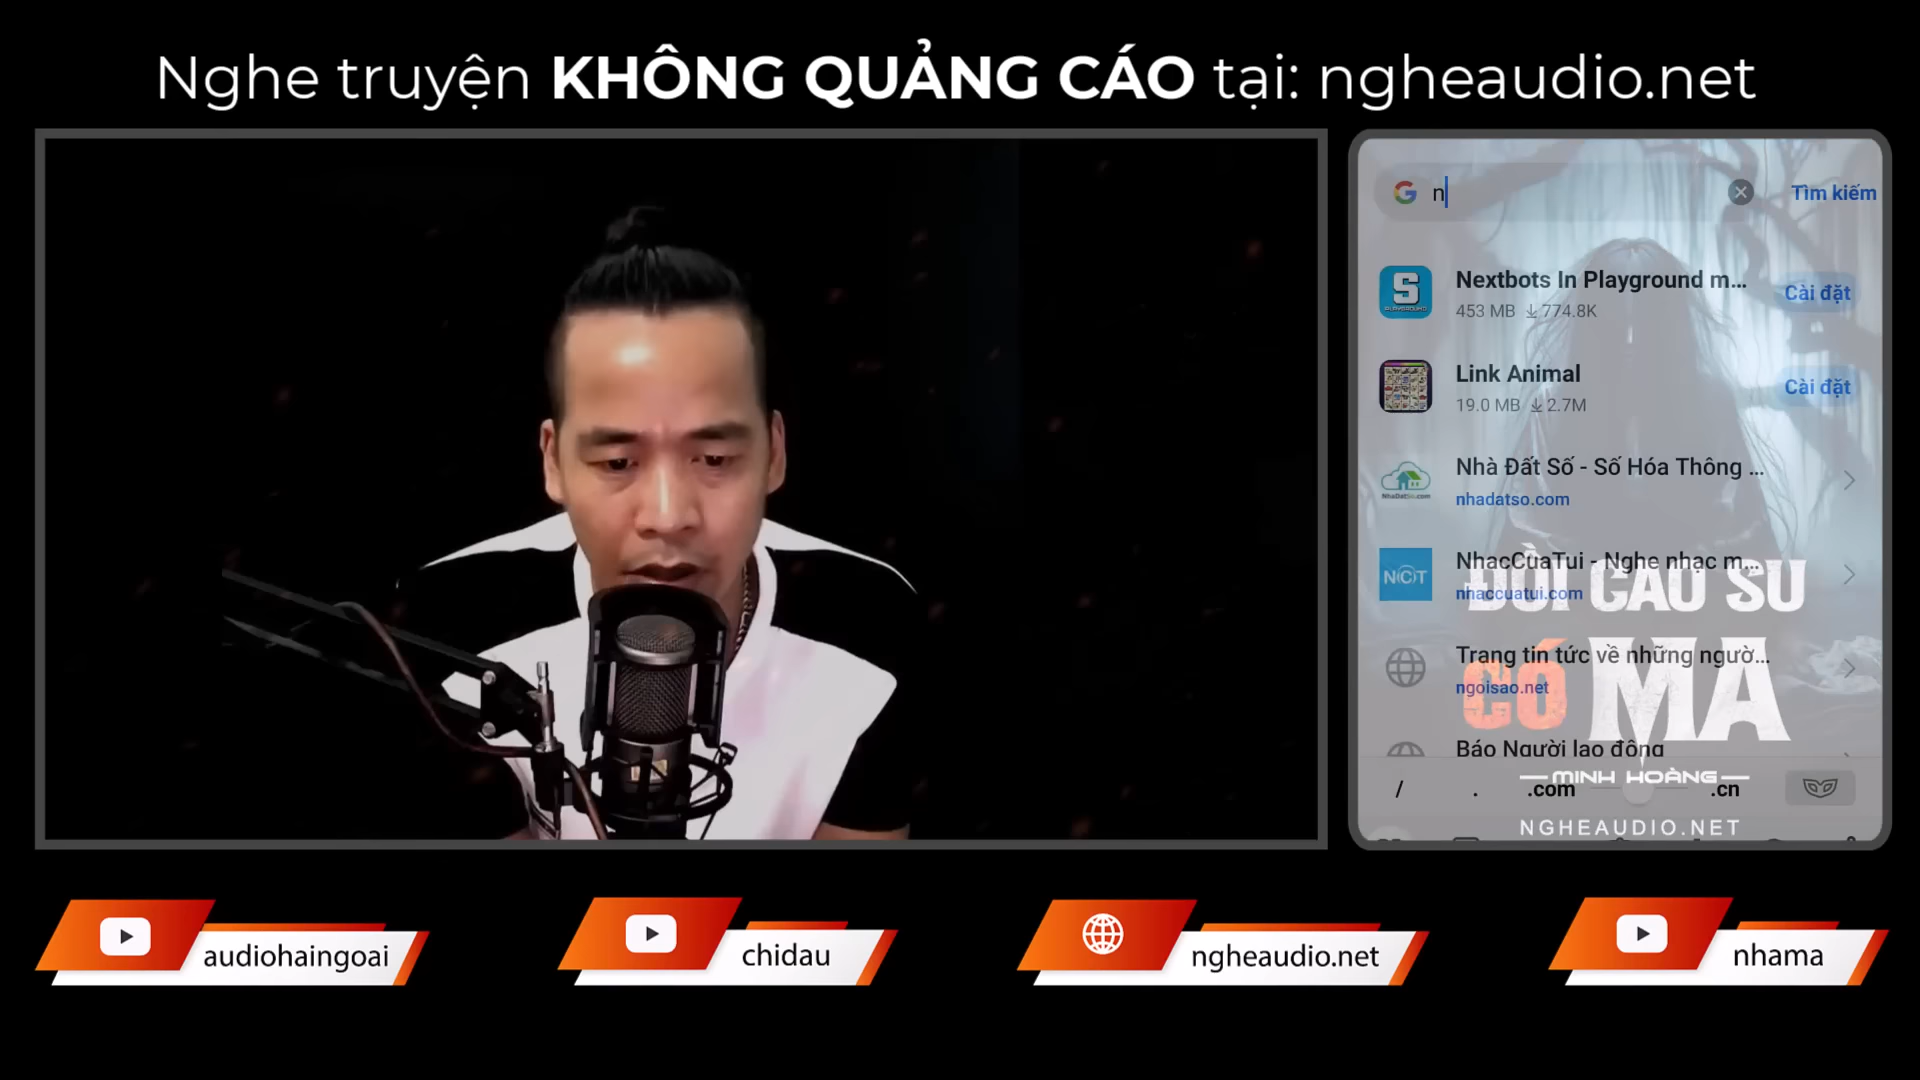 Nghe truyện KHÔNG QUẢNG CÁO tại: ngheaudio.net
n
Tìm kiếm
Nextbots In Playground m...
453 MB 774.8K
Cài đặt
Link Animal
19.0 MB 2.7M
Cài đặt
Nhà Đất Số - Số Hóa Thông ...
nhadatso.com
NhaDatSo.com
NhacCuaTui - Nghe nhạc m...
nhaccuatui.com
NCT
ĐỒI CAO SU
Trang tin tức về những ngườ...
ngoisao.net
CÓ MA
Báo Người lao động
MINH HOÀNG
/ . .com .cn
NGHEAUDIO.NET
audiohaingoai
chidau
ngheaudio.net
nhama